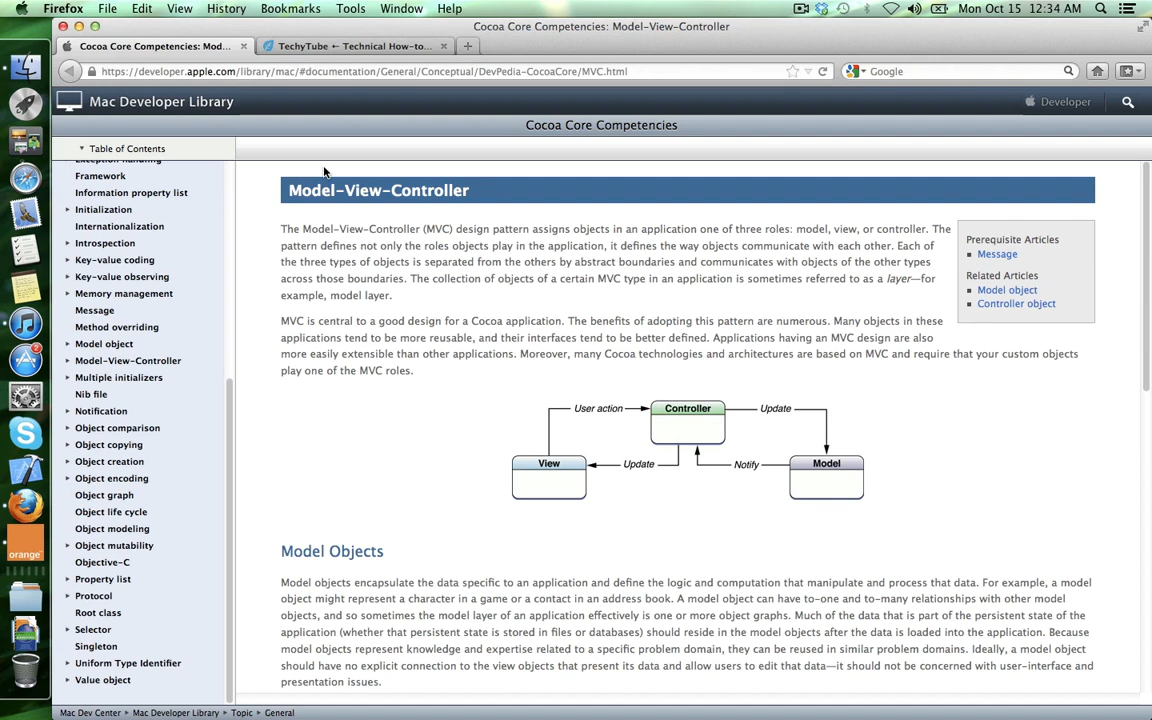 Firefox File Edit View History Bookmarks Tools Window Help Mon Oct 15 12:34 AM
Cocoa Core Competencies: Model-View-Controller
Cocoa Core Competencies: Mod... TechyTube ← Technical How-to...
https://developer.apple.com/library/mac/#documentation/General/Conceptual/DevPedia-CocoaCore/MVC.html Google
Mac Developer Library Developer
Cocoa Core Competencies
Table of Contents
Exception handling
Framework
Information property list
Initialization
Internationalization
Introspection
Key-value coding
Key-value observing
Memory management
Message
Method overriding
Model object
Model-View-Controller
Multiple initializers
Nib file
Notification
Object comparison
Object copying
Object creation
Object encoding
Object graph
Object life cycle
Object modeling
Object mutability
Objective-C
Property list
Protocol
Root class
Selector
Singleton
Uniform Type Identifier
Value object
orange™
Model-View-Controller
The Model-View-Controller (MVC) design pattern assigns objects in an application one of three roles: model, view, or controller. The
pattern defines not only the roles objects play in the application, it defines the way objects communicate with each other. Each of
the three types of objects is separated from the others by abstract boundaries and communicates with objects of the other types
across those boundaries. The collection of objects of a certain MVC type in an application is sometimes referred to as a layer—for
example, model layer.
Prerequisite Articles
Message
Related Articles
Model object
Controller object
MVC is central to a good design for a Cocoa application. The benefits of adopting this pattern are numerous. Many objects in these
applications tend to be more reusable, and their interfaces tend to be better defined. Applications having an MVC design are also
more easily extensible than other applications. Moreover, many Cocoa technologies and architectures are based on MVC and require that your custom objects
play one of the MVC roles.
User action Controller Update
View Update Notify Model
Model Objects
Model objects encapsulate the data specific to an application and define the logic and computation that manipulate and process that data. For example, a model
object might represent a character in a game or a contact in an address book. A model object can have to-one and to-many relationships with other model
objects, and so sometimes the model layer of an application effectively is one or more object graphs. Much of the data that is part of the persistent state of the
application (whether that persistent state is stored in files or databases) should reside in the model objects after the data is loaded into the application. Because
model objects represent knowledge and expertise related to a specific problem domain, they can be reused in similar problem domains. Ideally, a model object
should have no explicit connection to the view objects that present its data and allow users to edit that data—it should not be concerned with user-interface and
presentation issues.
Mac Dev Center Mac Developer Library Topic General